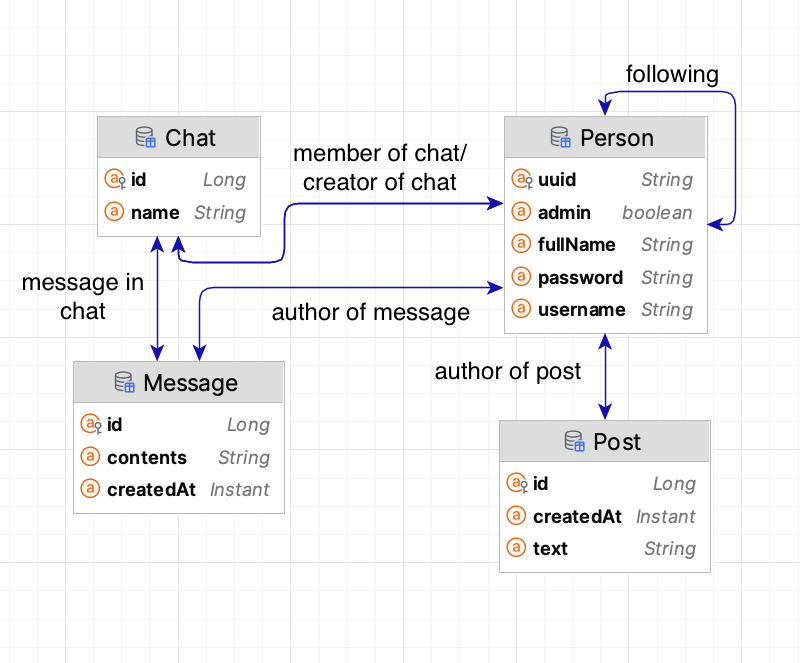 following
Chat
id Long
name String
member of chat/
creator of chat
Person
uuid String
admin boolean
fullName String
password String
username String
message in
chat
author of message
Message
id Long
contents String
createdAt Instant
author of post
Post
id Long
createdAt Instant
text String